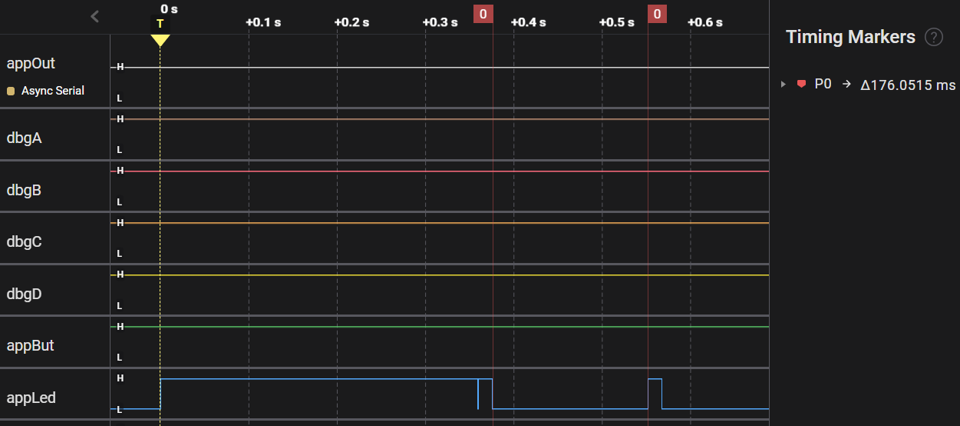 0 s
T
+0.1 s +0.2 s +0.3 s 0 +0.4 s +0.5 s 0 +0.6 s
Timing Markers ?
P0 → Δ176.0515 ms
appOut H
Async Serial L
H
dbgA
L
H
dbgB
L
H
dbgC
L
H
dbgD
L
H
appBut
L
H
appLed
L